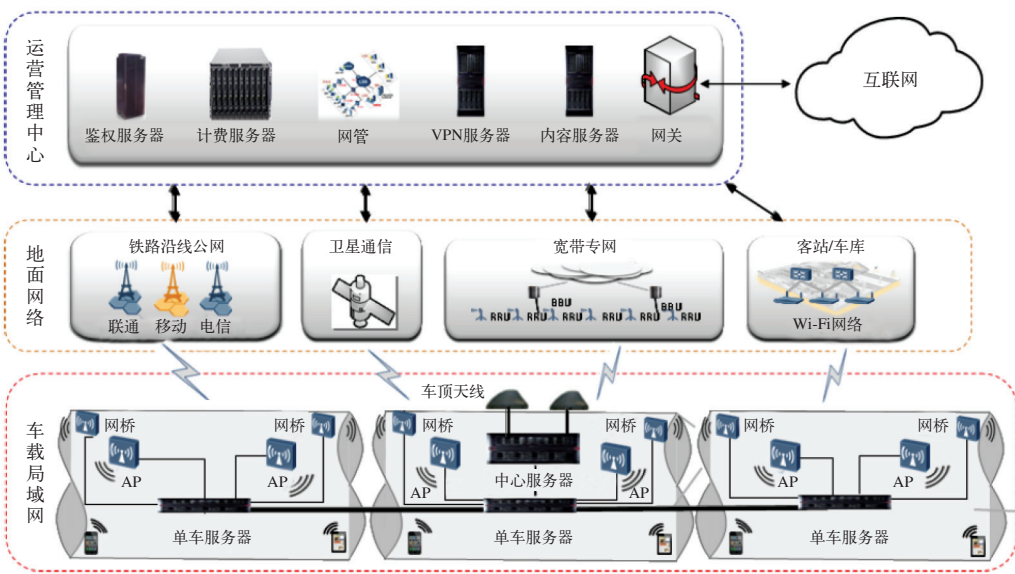 运营管理中心
鉴权服务器
计费服务器
网管
VPN服务器
内容服务器
网关
互联网
地面网络
铁路沿线公网
联通
移动
电信
卫星通信
宽带专网
BBU
BBU
RRU
RRU
RRU
RRU
RRU
RRU
客站/车库
Wi-Fi网络
车载局域网
车顶天线
网桥
网桥
AP
AP
单车服务器
网桥
网桥
AP
AP
中心服务器
单车服务器
网桥
网桥
AP
AP
单车服务器